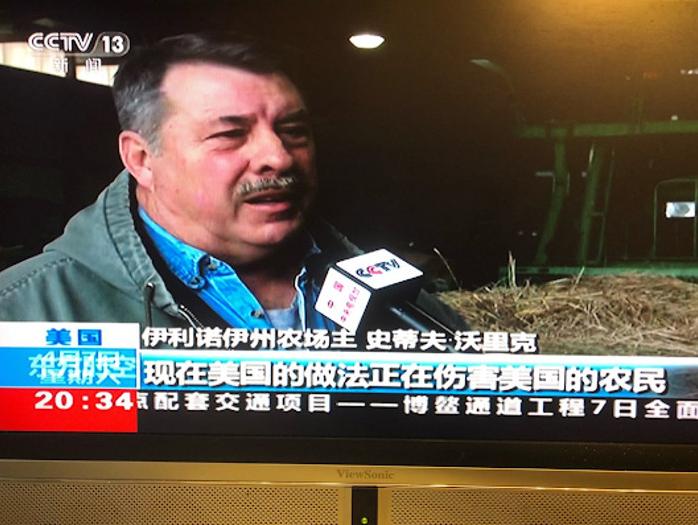 CCTV 13
新闻
CCTV
美国
伊利诺伊州农场主 史蒂夫·沃里克
现在美国的做法正在伤害美国的农民
20:34
点配套交通项目——博鳌通道工程7日全面
ViewSonic